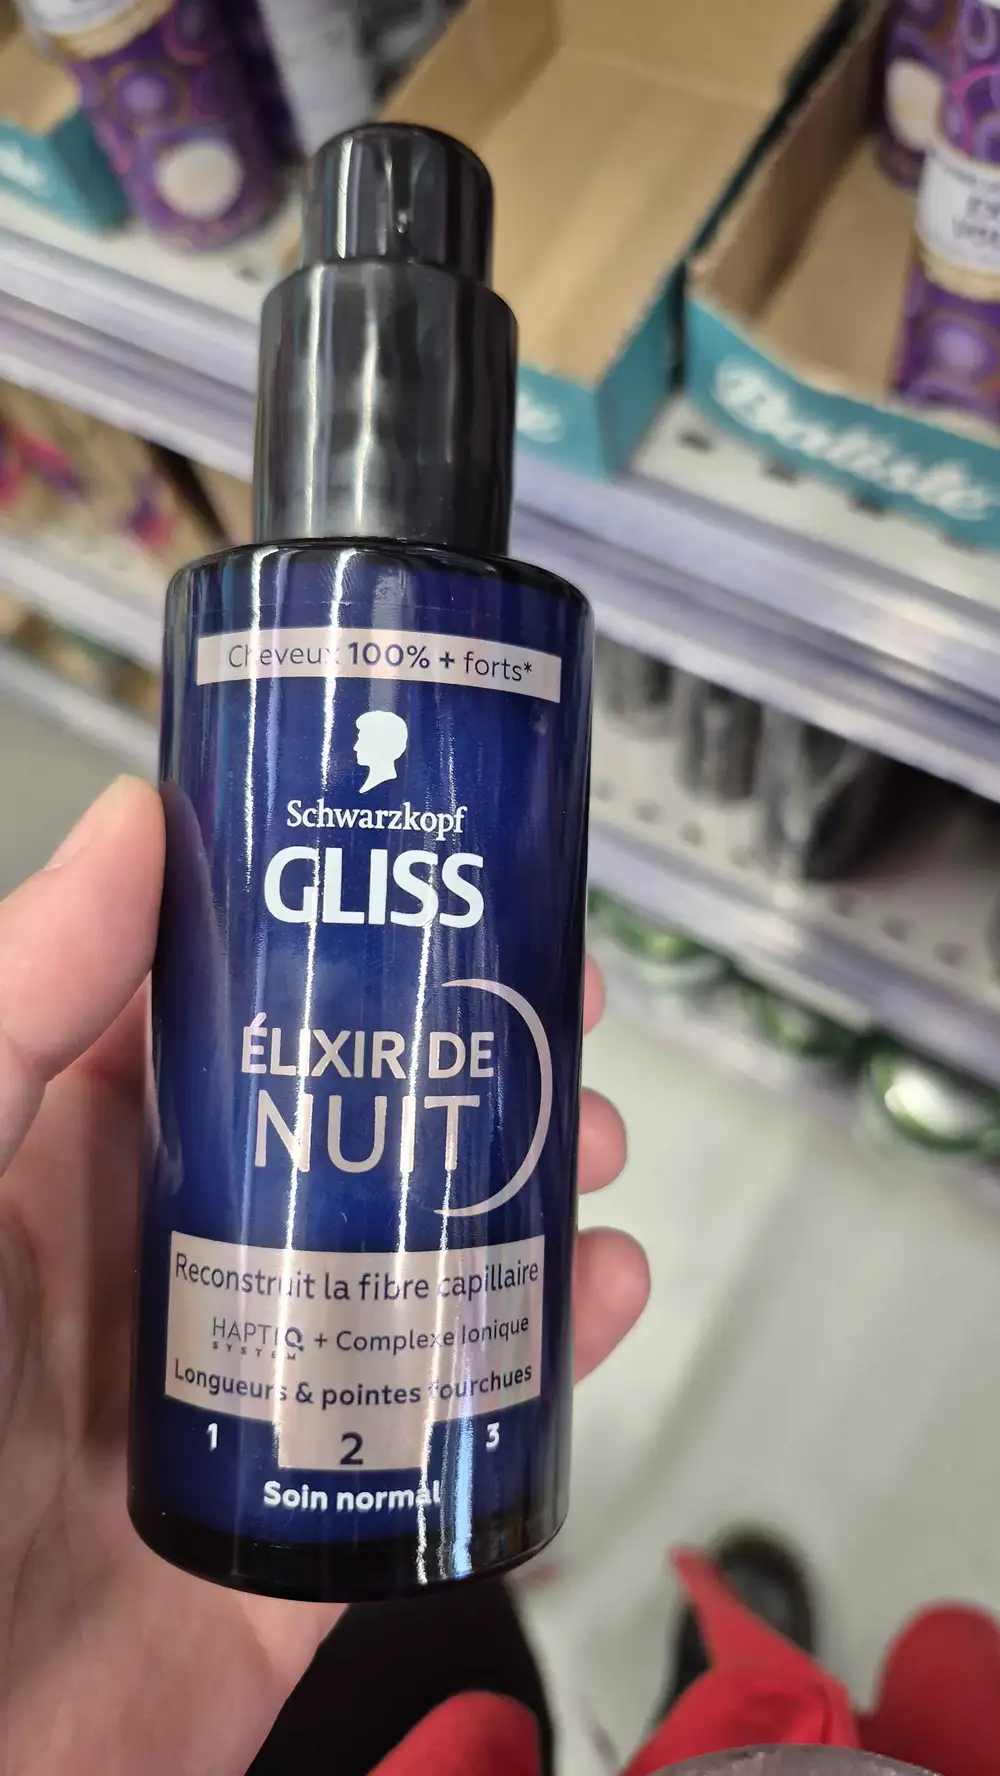 Cheveux 100% + forts*
Schwarzkopf
GLISS
ÉLIXIR DE
NUIT
Reconstruit la fibre capillaire
HAPTIQ + Complexe Ionique
SYSTEM
Longueurs & pointes fourchues
1 2 3
Soin normal
Batiste